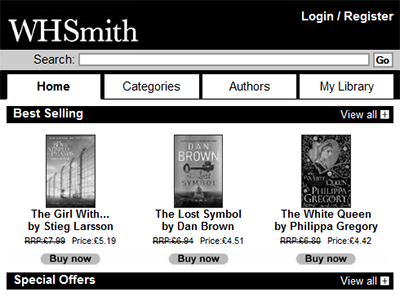 WHSmith
Login / Register
Search:
Go
Home
Categories
Authors
My Library
Best Selling
View all +
DAN
BROWN
THE
LOST
SYMBOL
THE
WHITE
QUEEN
PHILIPPA
GREGORY
The Girl With...
by Stieg Larsson
RRP:£7.99 Price:£5.19
Buy now
The Lost Symbol
by Dan Brown
RRP:£6.94 Price:£4.51
Buy now
The White Queen
by Philippa Gregory
RRP:£6.80 Price:£4.42
Buy now
Special Offers
View all +